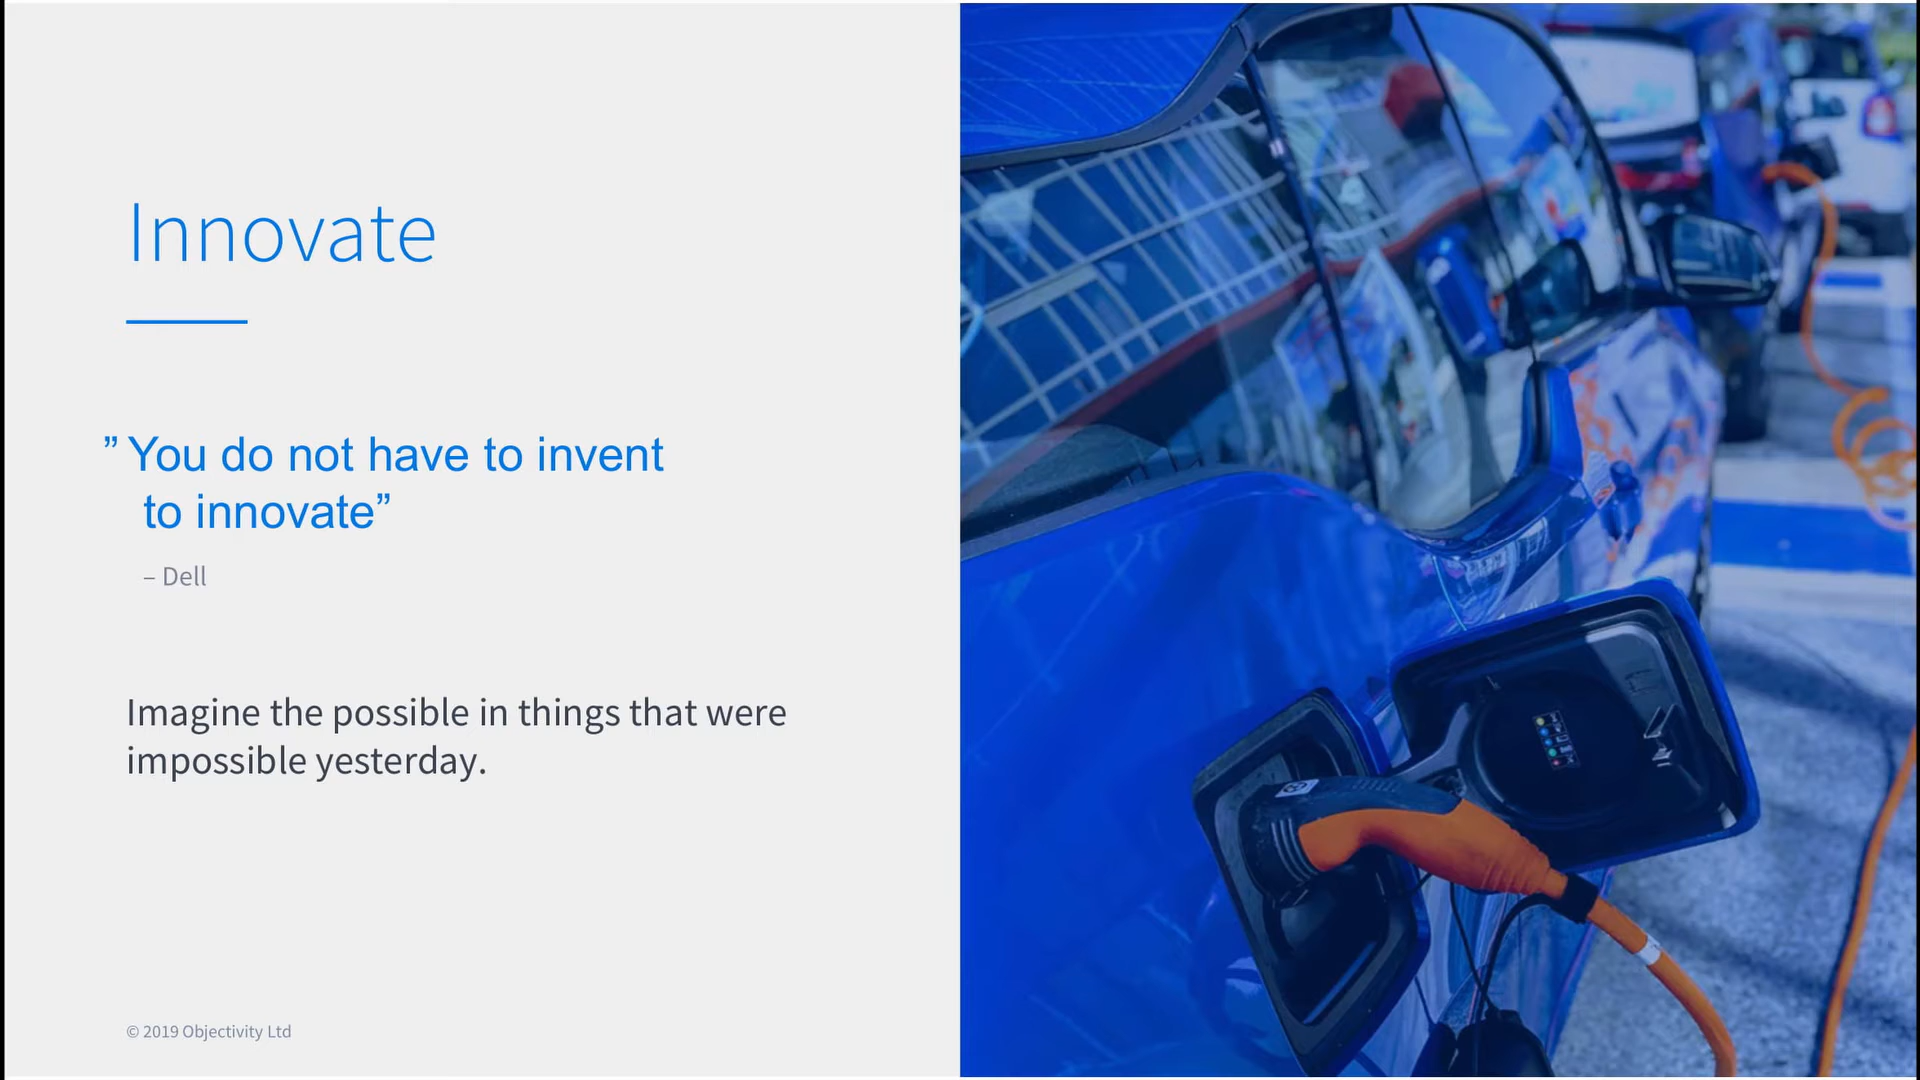 Innovate
” You do not have to invent
to innovate”
– Dell
Imagine the possible in things that were
impossible yesterday.
© 2019 Objectivity Ltd